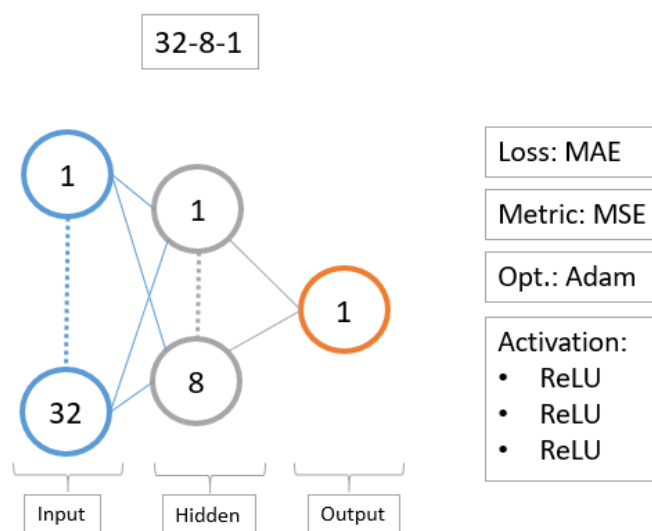 32-8-1
1
32
1
8
1
Input
Hidden
Output
Loss: MAE
Metric: MSE
Opt.: Adam
Activation:
• ReLU
• ReLU
• ReLU